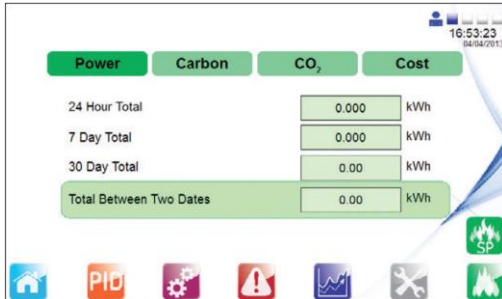 16:53:23
04/04/2013
Power Carbon CO₂ Cost
24 Hour Total 0.000 kWh
7 Day Total 0.000 kWh
30 Day Total 0.00 kWh
Total Between Two Dates 0.00 kWh
SP
PID